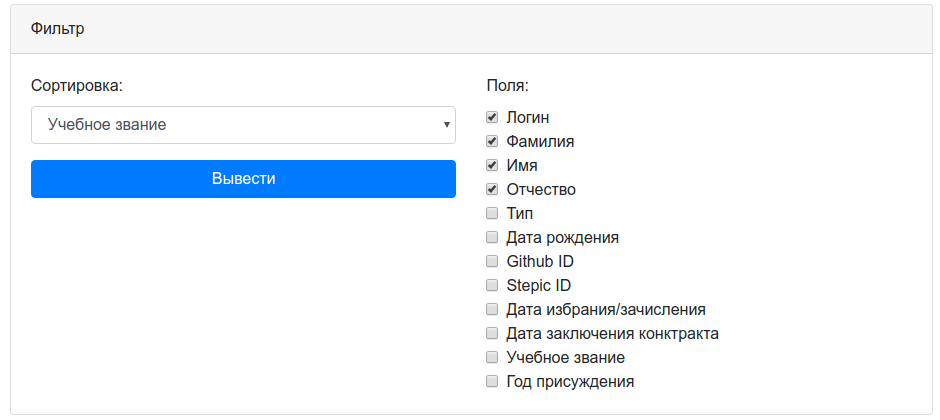 Фильтр
Сортировка:
Учебное звание
Вывести
Поля:
Логин
Фамилия
Имя
Отчество
Тип
Дата рождения
Github ID
Stepic ID
Дата избрания/зачисления
Дата заключения конктракта
Учебное звание
Год присуждения